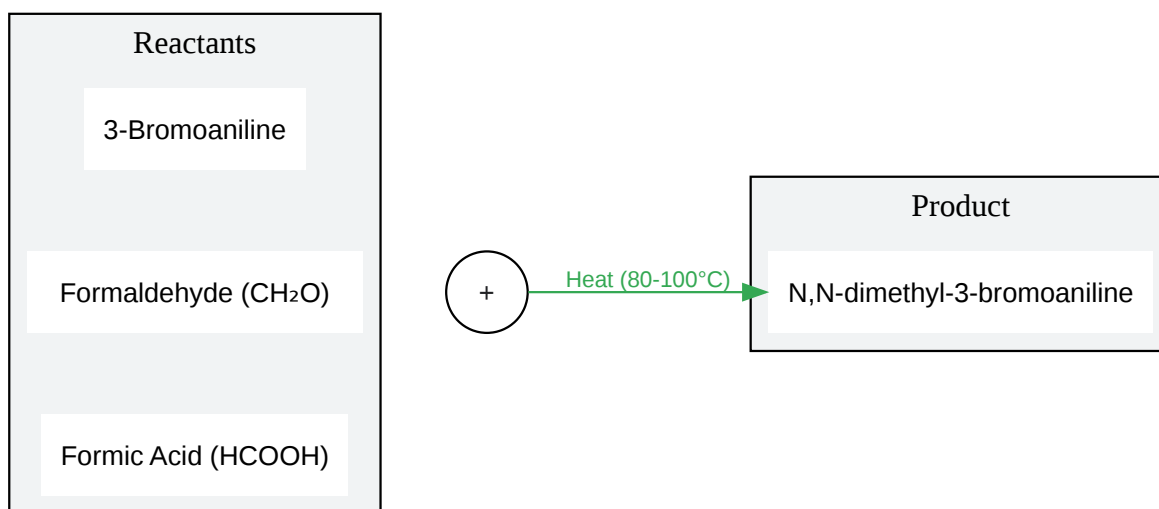 Reactants
3-Bromoaniline
Formaldehyde (CH₂O)
Formic Acid (HCOOH)
+
Heat (80-100°C)
Product
N,N-dimethyl-3-bromoaniline